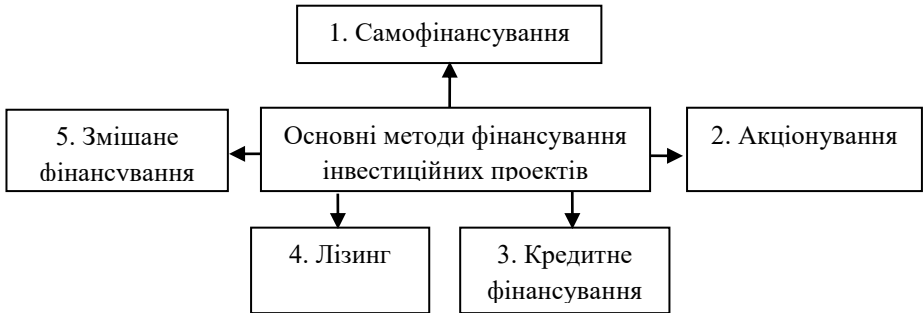 1. Самофінансування
5. Змішане
фінансування
Основні методи фінансування
інвестиційних проектів
2. Акціонування
4. Лізинг
3. Кредитне
фінансування